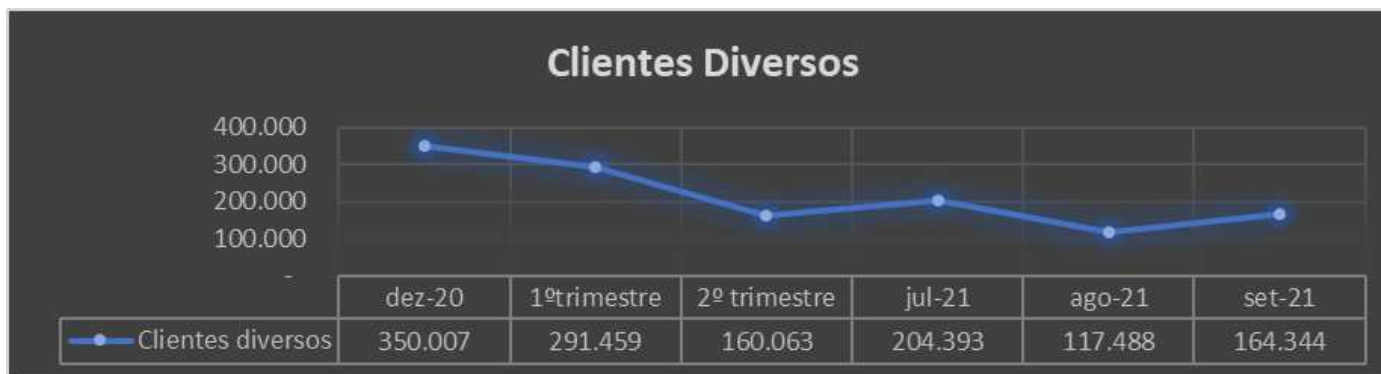 Clientes Diversos
400.000
300.000
200.000
100.000
-
dez-20 1ºtrimestre 2º trimestre jul-21 ago-21 set-21
Clientes diversos 350.007 291.459 160.063 204.393 117.488 164.344